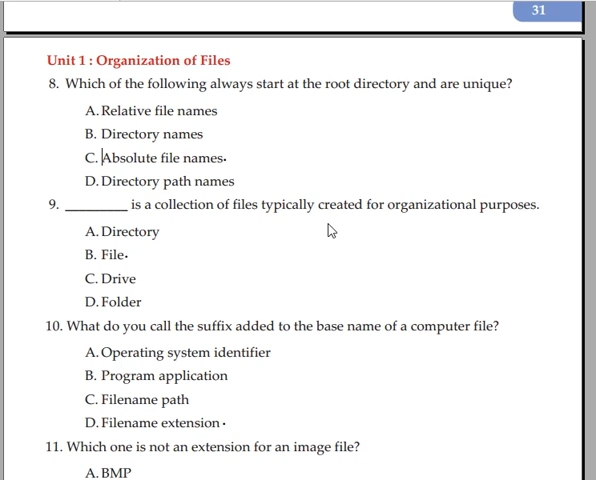 31
Unit 1 : Organization of Files
8. Which of the following always start at the root directory and are unique?
A. Relative file names
B. Directory names
C. Absolute file names.
D. Directory path names
9. ________ is a collection of files typically created for organizational purposes.
A. Directory
B. File.
C. Drive
D. Folder
10. What do you call the suffix added to the base name of a computer file?
A. Operating system identifier
B. Program application
C. Filename path
D. Filename extension.
11. Which one is not an extension for an image file?
A. BMP